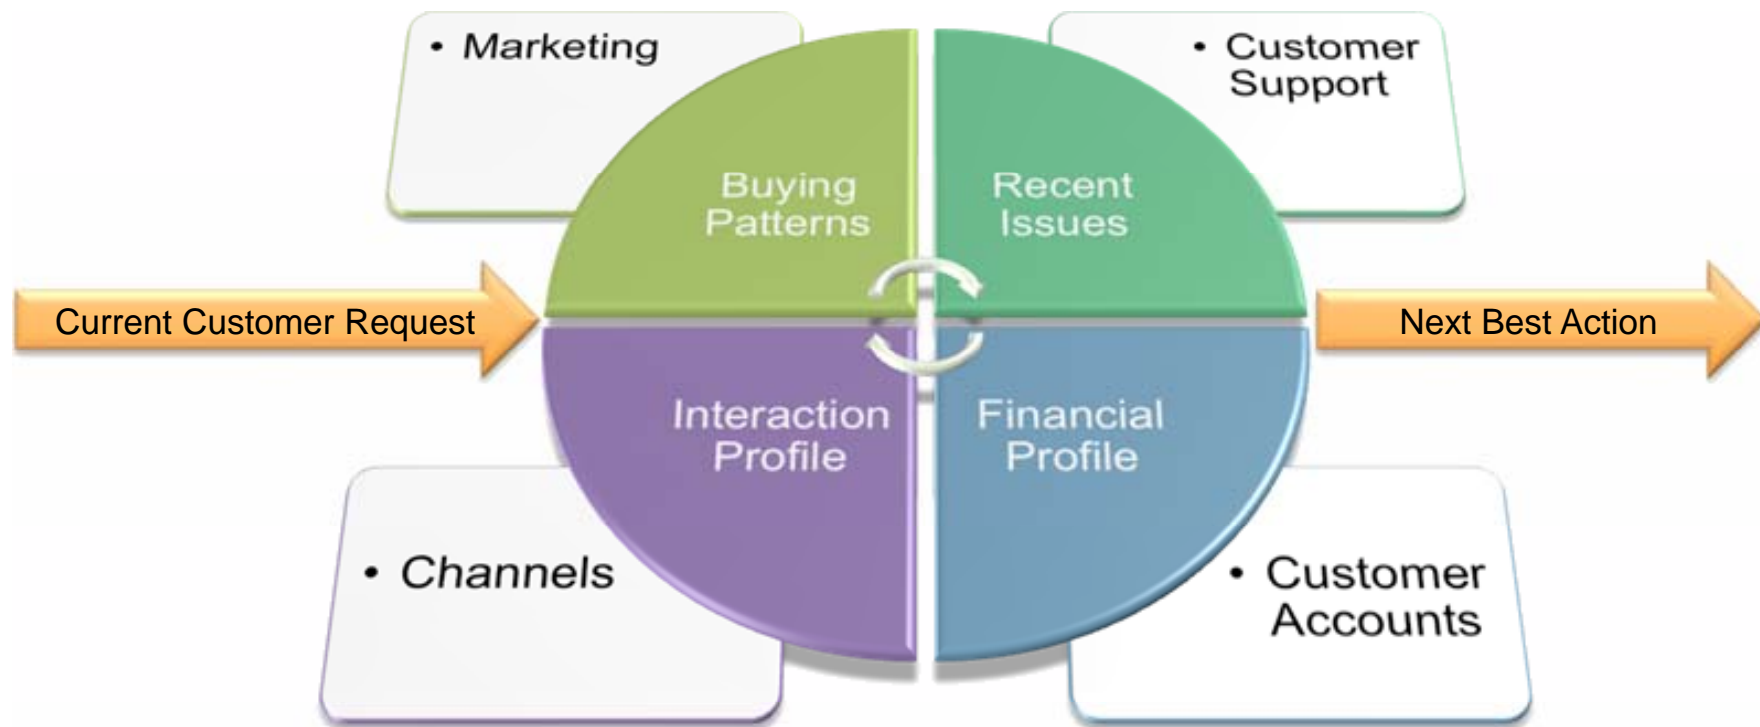 • Marketing
• Customer
Support
Buying
Patterns
Recent
Issues
Current Customer Request
Next Best Action
Interaction
Profile
Financial
Profile
• Channels
• Customer
Accounts